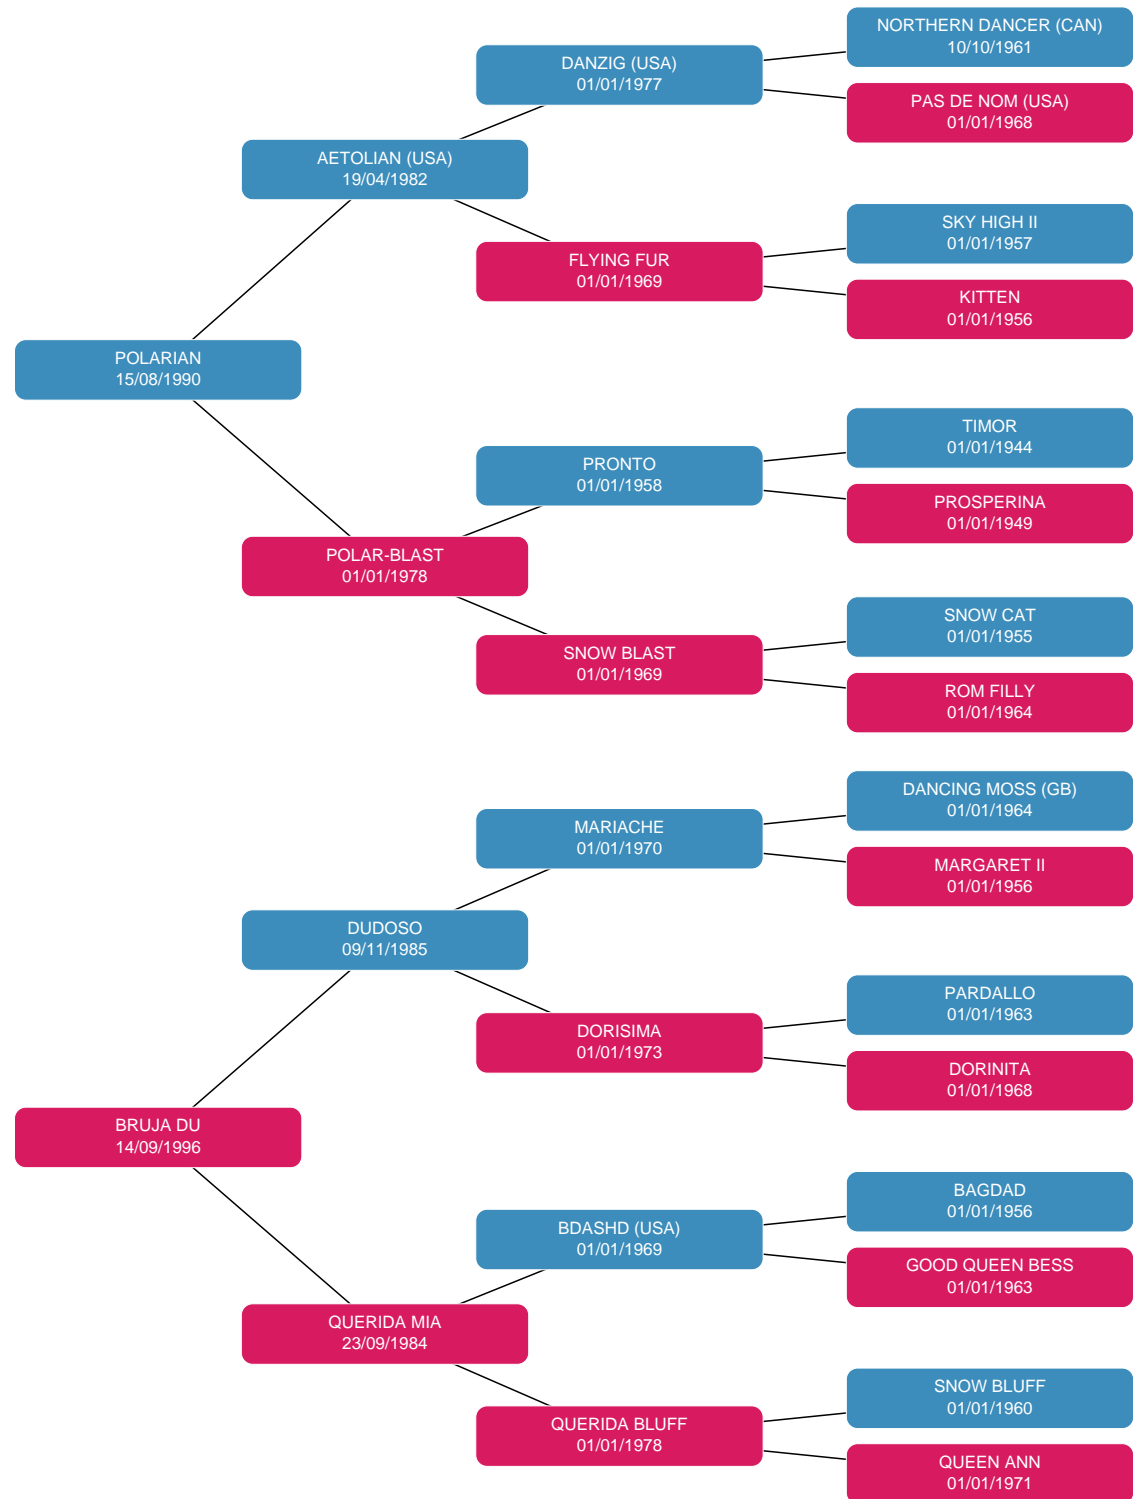 NORTHERN DANCER (CAN)
10/10/1961
DANZIG (USA)
01/01/1977
PAS DE NOM (USA)
01/01/1968
AETOLIAN (USA)
19/04/1982
SKY HIGH II
01/01/1957
FLYING FUR
01/01/1969
KITTEN
01/01/1956
POLARIAN
15/08/1990
TIMOR
01/01/1944
PRONTO
01/01/1958
PROSPERINA
01/01/1949
POLAR-BLAST
01/01/1978
SNOW CAT
01/01/1955
SNOW BLAST
01/01/1969
ROM FILLY
01/01/1964
DANCING MOSS (GB)
01/01/1964
MARIACHE
01/01/1970
MARGARET II
01/01/1956
DUDOSO
09/11/1985
PARDALLO
01/01/1963
DORISIMA
01/01/1973
DORINITA
01/01/1968
BRUJA DU
14/09/1996
BAGDAD
01/01/1956
BDASHD (USA)
01/01/1969
GOOD QUEEN BESS
01/01/1963
QUERIDA MIA
23/09/1984
SNOW BLUFF
01/01/1960
QUERIDA BLUFF
01/01/1978
QUEEN ANN
01/01/1971